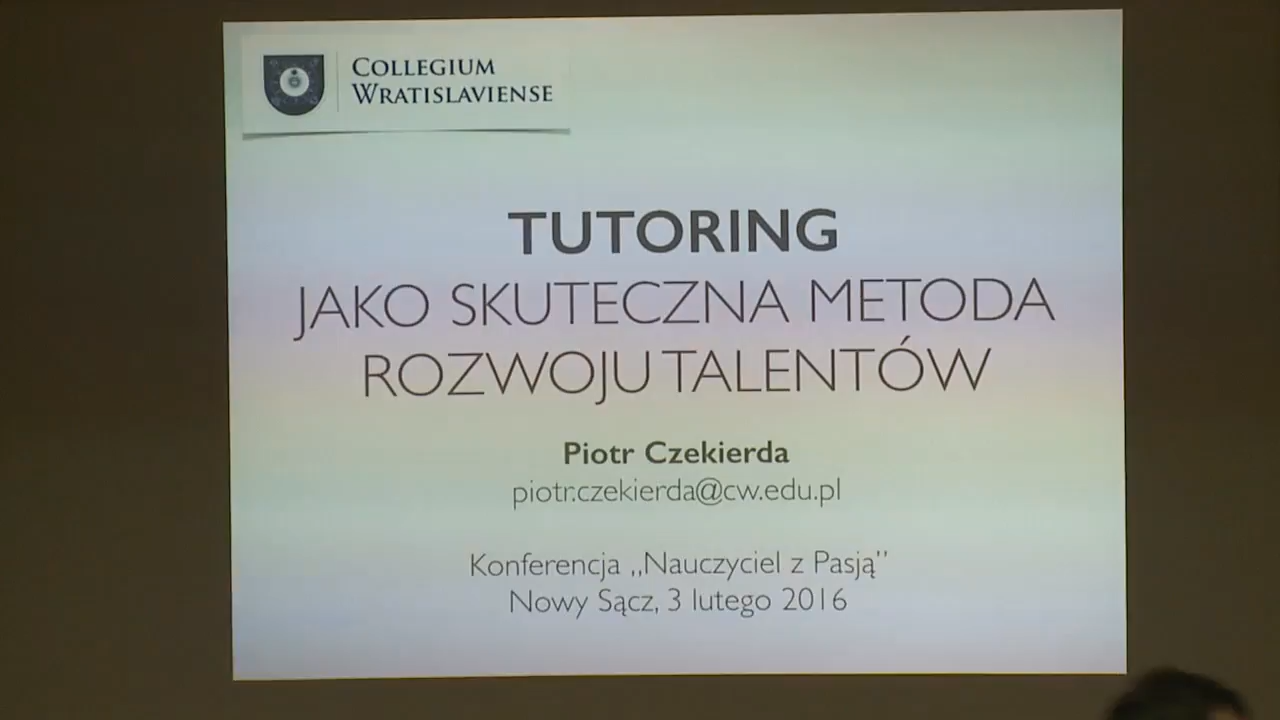 COLLEGIUM
WRATISLAVIENSE
TUTORING
JAKO SKUTECZNA METODA
ROZWOJU TALENTÓW
Piotr Czekierda
piotr.czekierda@cw.edu.pl
Konferencja „Nauczyciel z Pasją”
Nowy Sącz, 3 lutego 2016